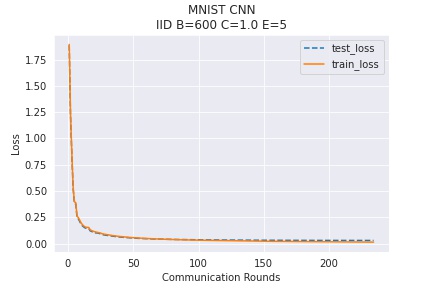 MNIST CNN
IID B=600 C=1.0 E=5
test_loss
train_loss
1.75
1.50
1.25
1.00
0.75
0.50
0.25
0.00
Loss
0 50 100 150 200
Communication Rounds